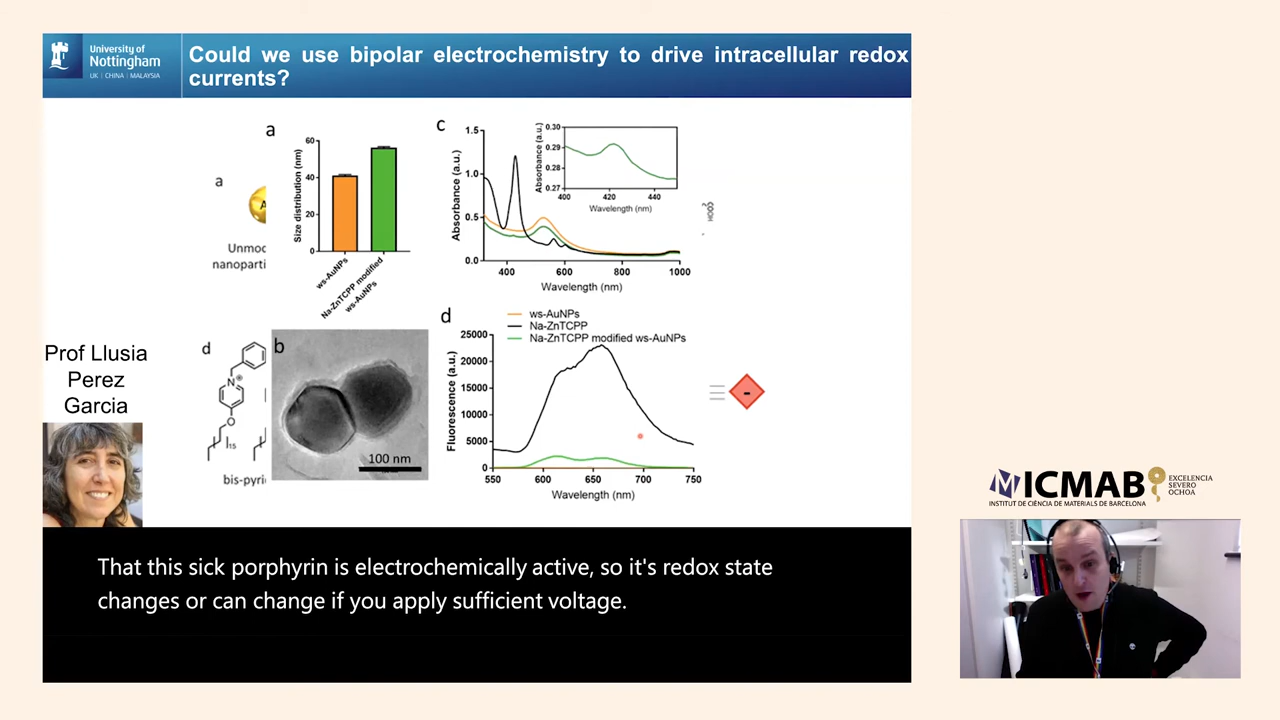 University of
Nottingham
UK | CHINA | MALAYSIA
Could we use bipolar electrochemistry to drive intracellular redox
currents?
a
Unmod
nanoparti
a
Size distribution (nm)
60
40
20
0
ws-AuNPs
Na-ZnTCPP modified
ws-AuNPs
c
Absorbance (a.u.)
1.5
1.0
0.5
0.0
400
600
800
1000
Wavelength (nm)
Absorbance (a.u.)
0.30
0.29
0.28
0.27
400
420
440
Wavelength (nm)
COOH
Prof Llusia
Perez
Garcia
d
N
O
15
bis-pyri
b
100 nm
d
ws-AuNPs
Na-ZnTCPP
Na-ZnTCPP modified ws-AuNPs
Fluorescence (a.u.)
25000
20000
15000
10000
5000
0
550
600
650
700
750
Wavelength (nm)
-
That this sick porphyrin is electrochemically active, so it's redox state
changes or can change if you apply sufficient voltage.
ICMAB
INSTITUT DE CIÈNCIA DE MATERIALS DE BARCELONA
EXCELENCIA
SEVERO
OCHOA